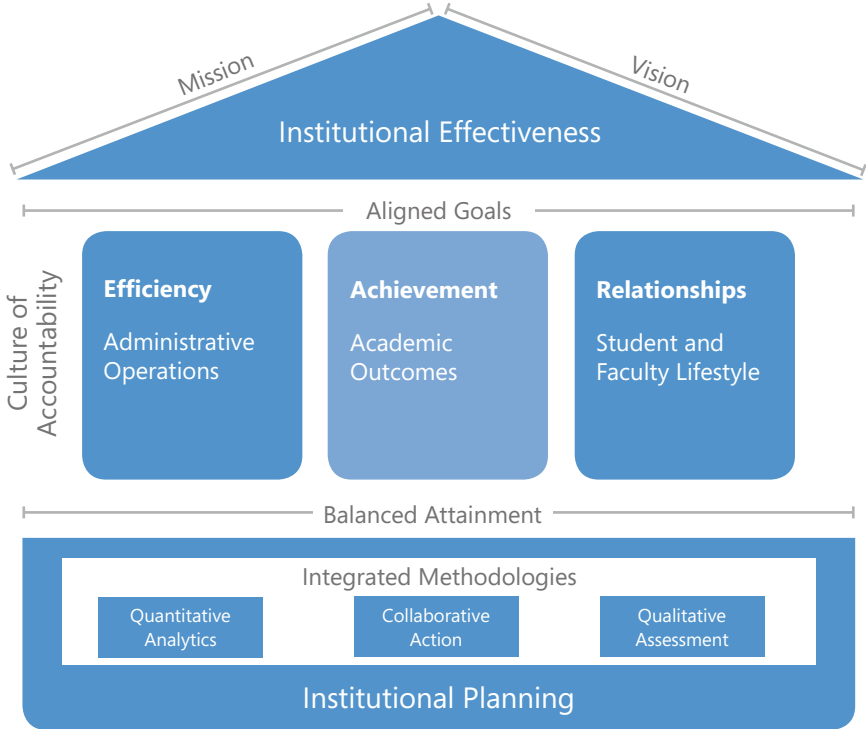 Mission
Vision
Institutional Effectiveness
Aligned Goals
Culture of
Accountability
Efficiency
Administrative
Operations
Achievement
Academic
Outcomes
Relationships
Student and
Faculty Lifestyle
Balanced Attainment
Integrated Methodologies
Quantitative
Analytics
Collaborative
Action
Qualitative
Assessment
Institutional Planning